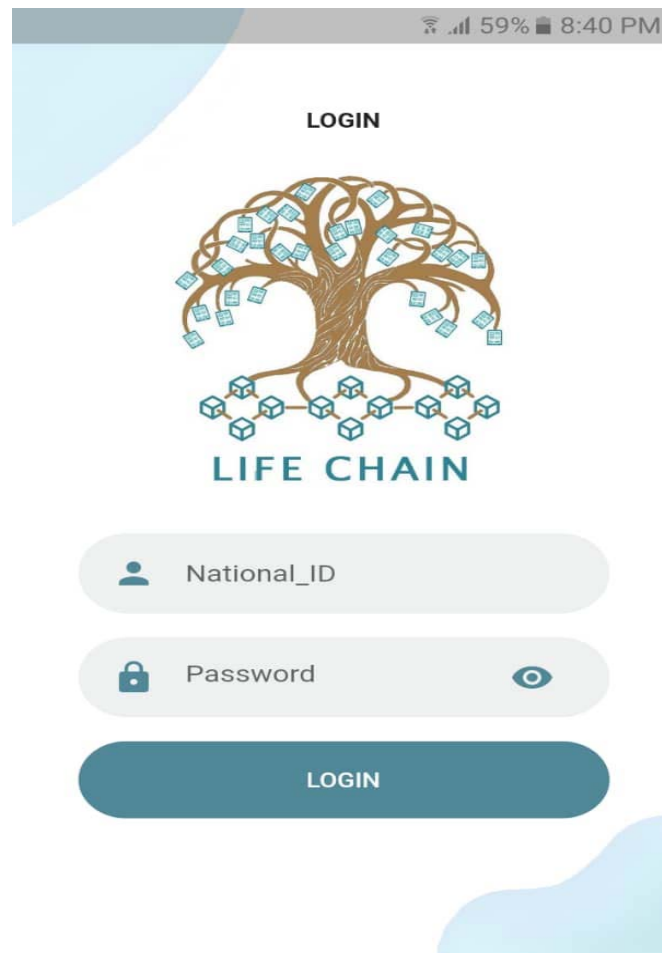 59% 8:40 PM
LOGIN
LIFE CHAIN
National_ID
Password
LOGIN